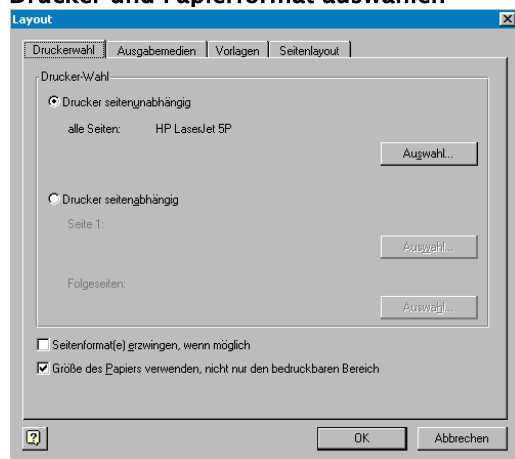 Drucker und Papierformat auswählen
Layout
Druckerwahl Ausgabemedien Vorlagen Seitenlayout
Drucker-Wahl
Drucker seitenunabhängig
alle Seiten: HP LaserJet 5P
Auswahl...
Drucker seitenabhängig
Seite 1:
Auswahl...
Folgeseiten:
Auswahl...
Seitenformat(e) erzwingen, wenn möglich
Größe des Papiers verwenden, nicht nur den bedruckbaren Bereich
OK Abbrechen